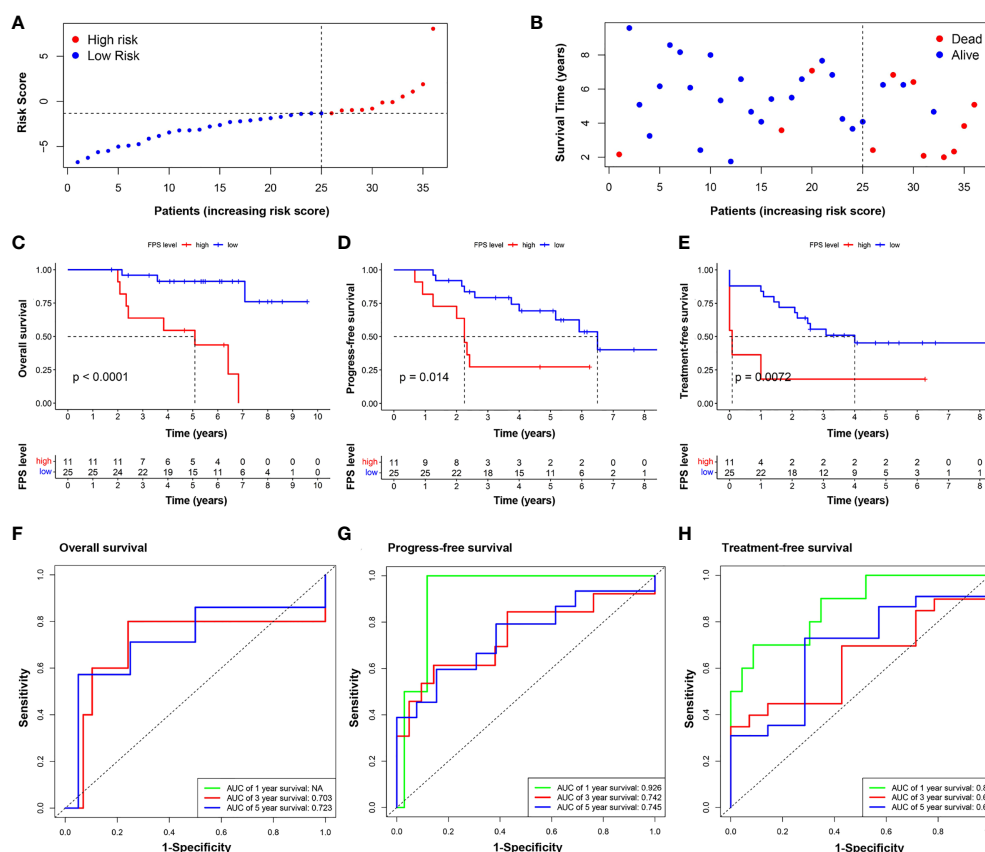 A
High risk
Low Risk
Risk Score
5
0
−5
0 5 10 15 20 25 30 35
Patients (increasing risk score)
B
Dead
Alive
Survival Time (years)
8
6
4
2
0 5 10 15 20 25 30 35
Patients (increasing risk score)
C
FPS level high low
Overall survival
1.00
0.75
0.50
0.25
0.00
p < 0.0001
0 1 2 3 4 5 6 7 8 9 10
Time (years)
FPS level
high 11 11 11 7 6 5 4 0 0 0 0
low 25 25 24 22 19 15 11 6 4 1 0
0 1 2 3 4 5 6 7 8 9 10
Time (years)
D
FPS level high low
Progress-free survival
1.00
0.75
0.50
0.25
0.00
p = 0.014
0 1 2 3 4 5 6 7 8
Time (years)
FPS level
high 11 9 8 3 3 2 2 0 0
low 25 25 22 18 15 11 6 2 1
0 1 2 3 4 5 6 7 8
Time (years)
E
FPS level high low
Treatment-free survival
1.00
0.75
0.50
0.25
0.00
p = 0.0072
0 1 2 3 4 5 6 7 8
Time (years)
FPS level
high 11 4 2 2 2 2 2 0 0
low 25 22 18 12 9 5 3 1 1
0 1 2 3 4 5 6 7 8
Time (years)
F
Overall survival
Sensitivity
1.0
0.8
0.6
0.4
0.2
0.0
AUC of 1 year survival: NA
AUC of 3 year survival: 0.703
AUC of 5 year survival: 0.723
0.0 0.2 0.4 0.6 0.8 1.0
1-Specificity
G
Progress-free survival
Sensitivity
1.0
0.8
0.6
0.4
0.2
0.0
AUC of 1 year survival: 0.926
AUC of 3 year survival: 0.742
AUC of 5 year survival: 0.745
0.0 0.2 0.4 0.6 0.8 1.0
1-Specificity
H
Treatment-free survival
Sensitivity
1.0
0.8
0.6
0.4
0.2
0.0
AUC of 1 year survival: 0.8
AUC of 3 year survival: 0.6
AUC of 5 year survival: 0.6
0.0 0.2 0.4 0.6 0.8
1-Specificity